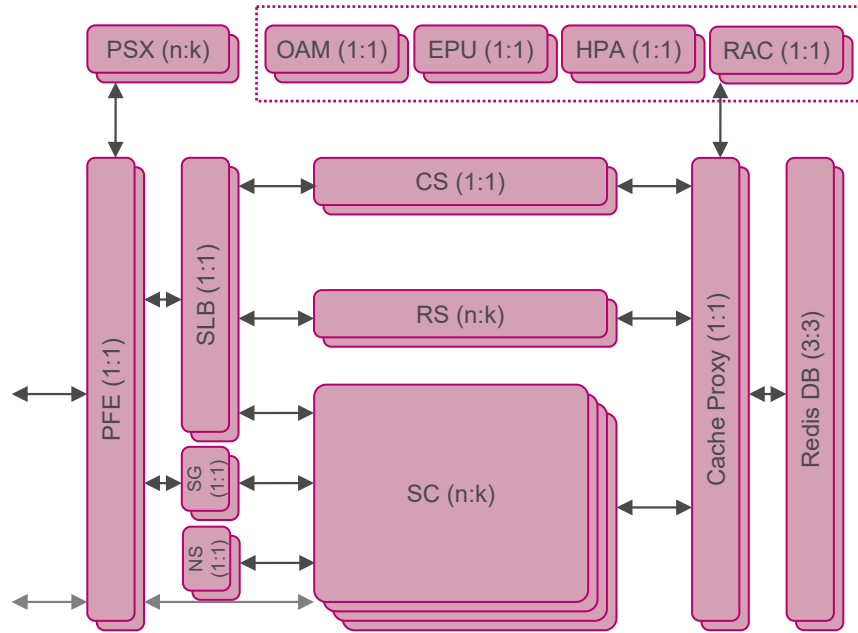 PSX (n:k)
OAM (1:1)
EPU (1:1)
HPA (1:1)
RAC (1:1)
PFE (1:1)
SLB (1:1)
CS (1:1)
RS (n:k)
SG
(1:1)
NS
(1:1)
SC (n:k)
Cache Proxy (1:1)
Redis DB (3:3)